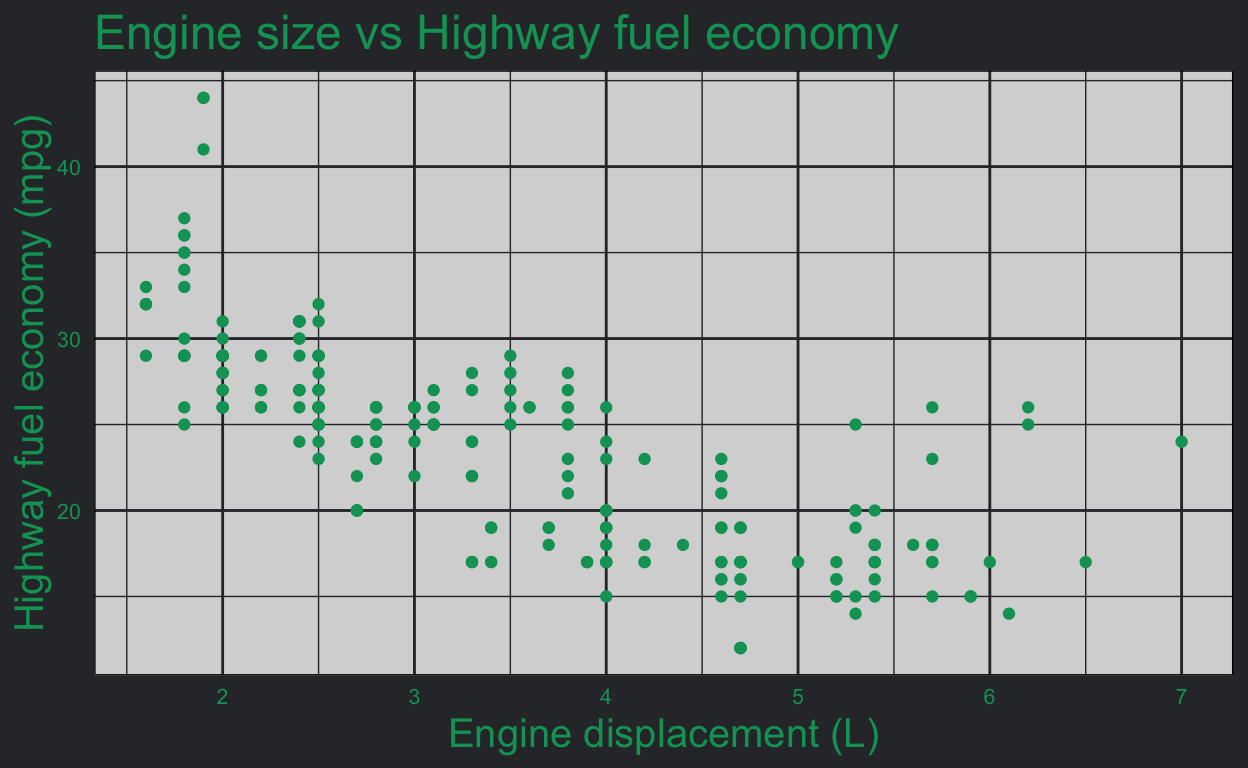 Engine size vs Highway fuel economy
Highway fuel economy (mpg)
40
30
20
2 3 4 5 6 7
Engine displacement (L)